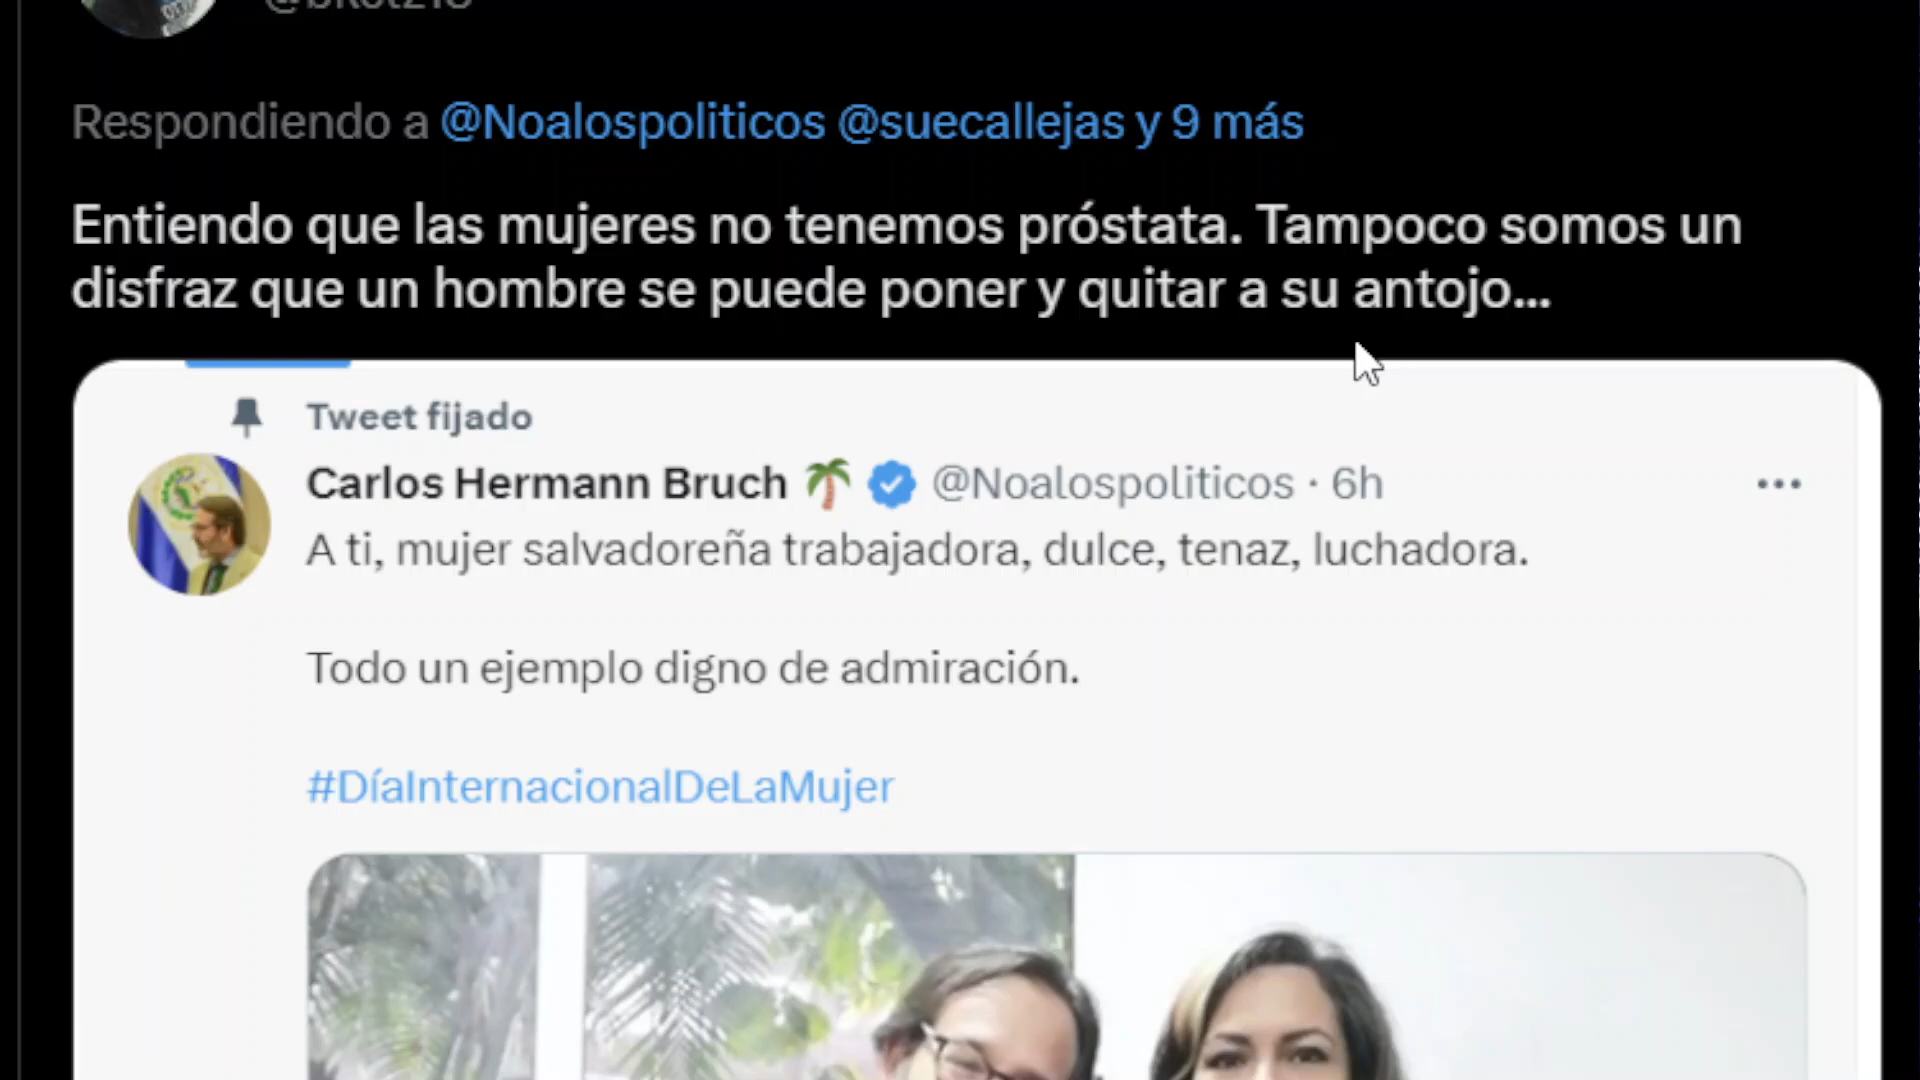 Respondiendo a @Noalospoliticos @suecallejas y 9 más
Entiendo que las mujeres no tenemos próstata. Tampoco somos un
disfraz que un hombre se puede poner y quitar a su antojo...
Tweet fijado
Carlos Hermann Bruch 🌴 @Noalospoliticos · 6h
A ti, mujer salvadoreña trabajadora, dulce, tenaz, luchadora.
Todo un ejemplo digno de admiración.
#DíaInternacionalDeLaMujer